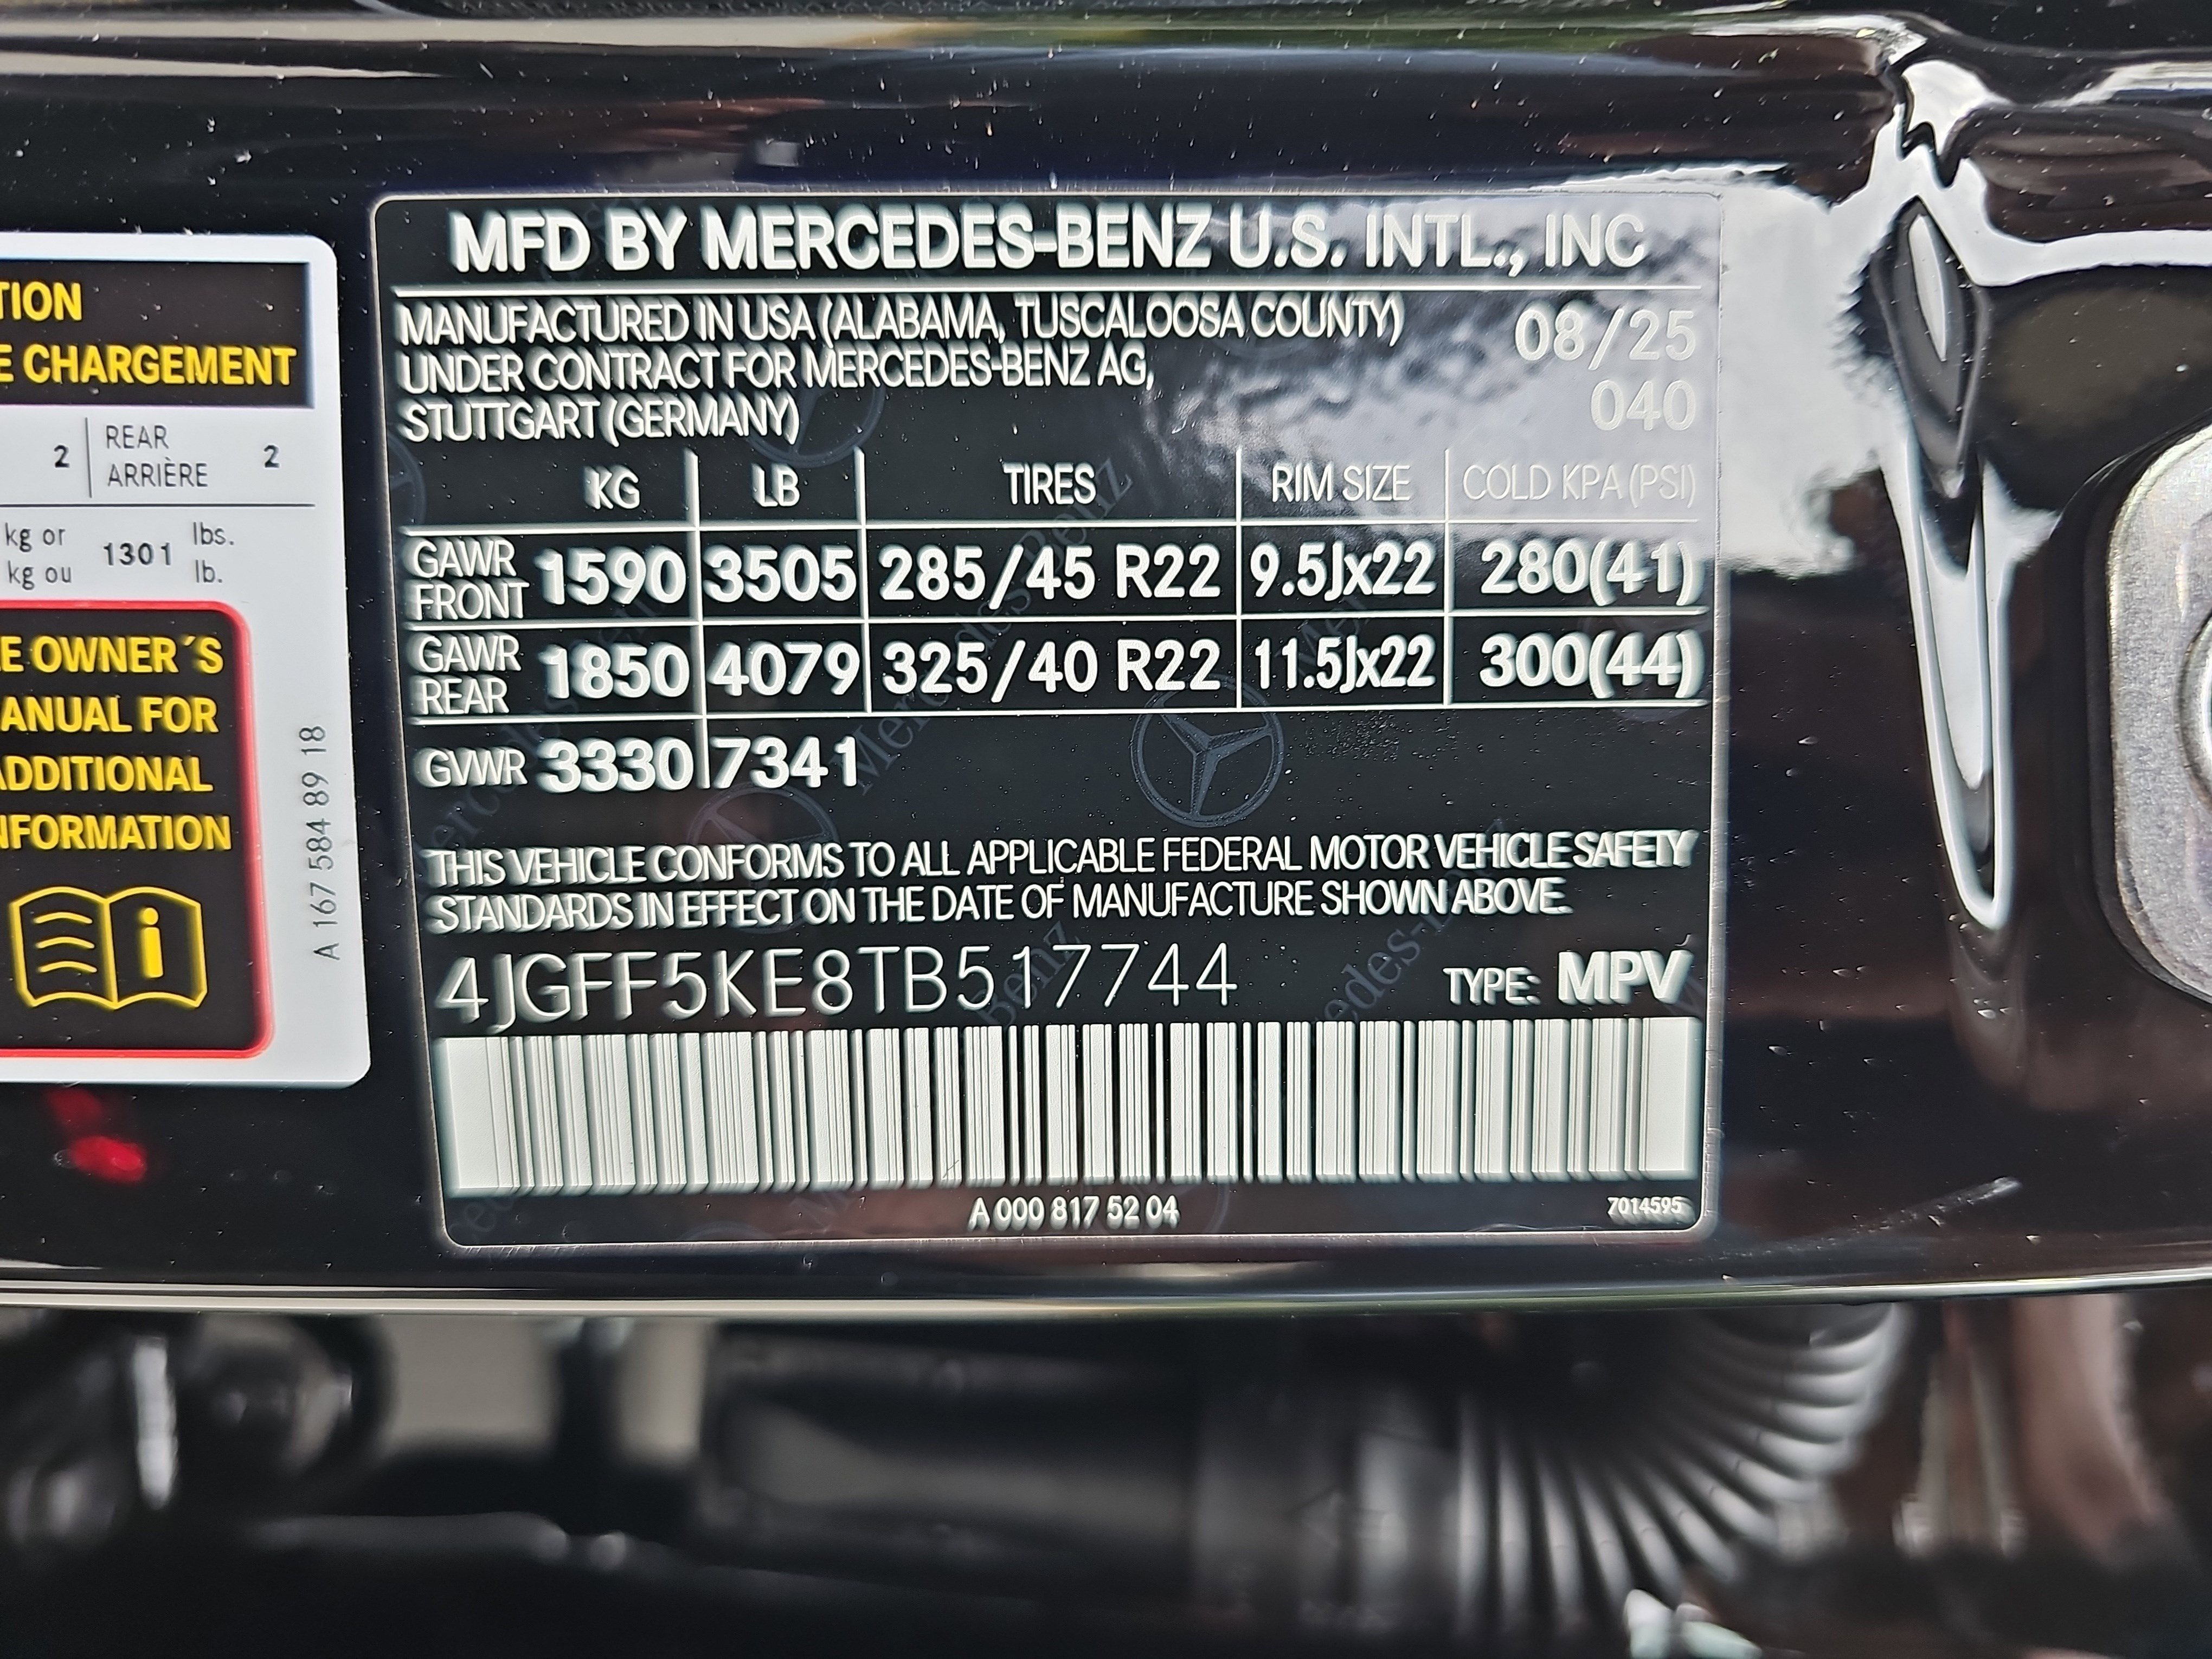 TION
E CHARGEMENT
2 REAR ARRIÈRE 2
kg or 1301 lbs.
kg ou lb.
E OWNER´S
ANUAL FOR
ADDITIONAL
NFORMATION
A 167 584 89 18
MFD BY MERCEDES-BENZ U.S. INTL., INC
MANUFACTURED IN USA (ALABAMA, TUSCALOOSA COUNTY)
UNDER CONTRACT FOR MERCEDES-BENZ AG,
STUTTGART (GERMANY)
08/25
040
KG LB TIRES RIM SIZE COLD KPA (PSI)
GAWR FRONT 1590 3505 285/45 R22 9.5Jx22 280(41)
GAWR REAR 1850 4079 325/40 R22 11.5Jx22 300(44)
GVWR 3330 7341
THIS VEHICLE CONFORMS TO ALL APPLICABLE FEDERAL MOTOR VEHICLE SAFETY
STANDARDS IN EFFECT ON THE DATE OF MANUFACTURE SHOWN ABOVE.
4JGFF5KE8TB517744 TYPE: MPV
A 000 817 52 04 7014595